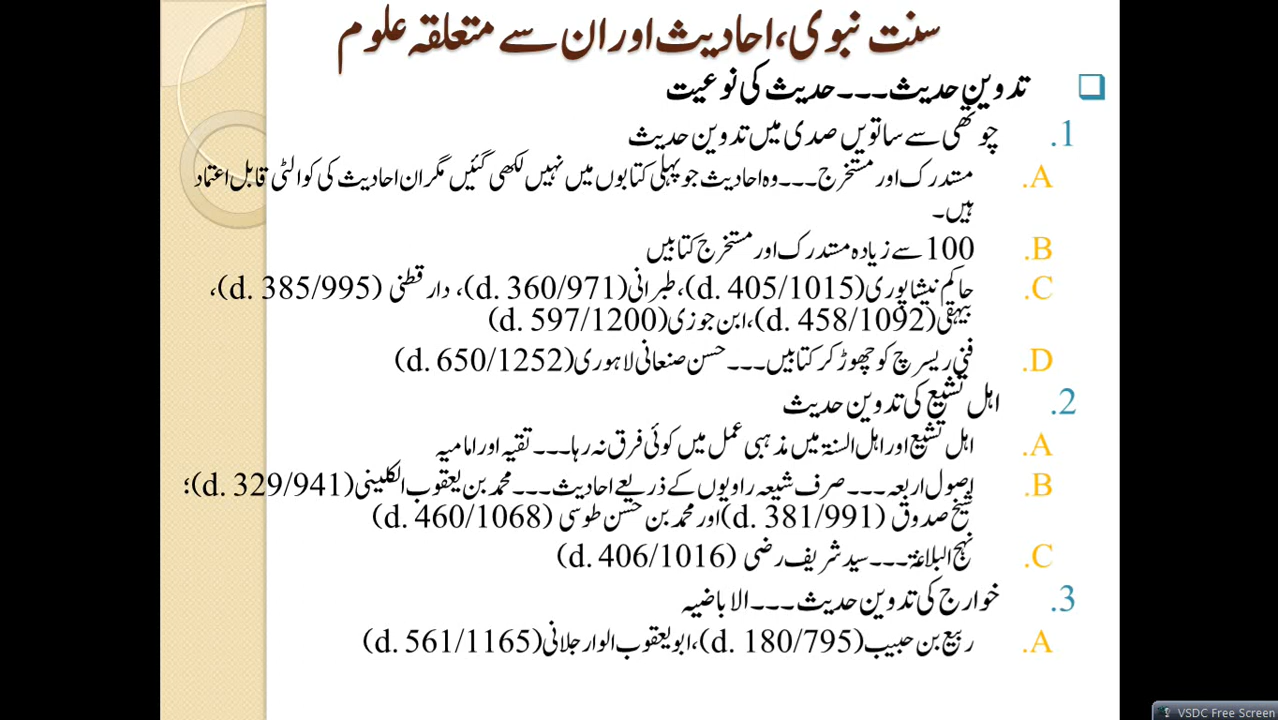 سنت نبوی، احادیث اور ان سے متعلقہ علوم
❑ تدوین حدیث۔۔۔حدیث کی نوعیت
1. چوتھی سے ساتویں صدی میں تدوین حدیث
A. مستدرک اور مستخرج۔۔۔وہ احادیث جو پہلی کتابوں میں نہیں لکھی گئیں مگر ان احادیث کی کوالٹی قابل اعتماد
ہیں۔
B. 100 سے زیادہ مستدرک اور مستخرج کتابیں
C. حاکم نیشاپوری (d. 405/1015)، طبرانی (d. 360/971)، دار قطنی (d. 385/995)،
بیہقی (d. 458/1092)، ابن جوزی (d. 597/1200)
D. فنی ریسرچ کو چھوڑ کر کتابیں۔۔۔ حسن صنعانی لاہوری (d. 650/1252)
2. اہل تشیع کی تدوین حدیث
A. اہل تشیع اور اہل السنۃ میں مذہبی عمل میں کوئی فرق نہ رہا۔۔۔ تقیہ اور امامیہ
B. اصول اربعہ۔۔۔ صرف شیعہ راویوں کے ذریعے احادیث۔۔۔ محمد بن یعقوب الکلینی (d. 329/941)؛
شیخ صدوق (d. 381/991) اور محمد بن حسن طوسی (d. 460/1068)
C. نہج البلاغۃ۔۔۔ سید شریف رضی (d. 406/1016)
3. خوارج کی تدوین حدیث۔۔۔ الاباضیہ
A. ربیع بن حبیب (d. 180/795)، ابو یعقوب الوارجلانی (d. 561/1165)
VSDC Free Screen